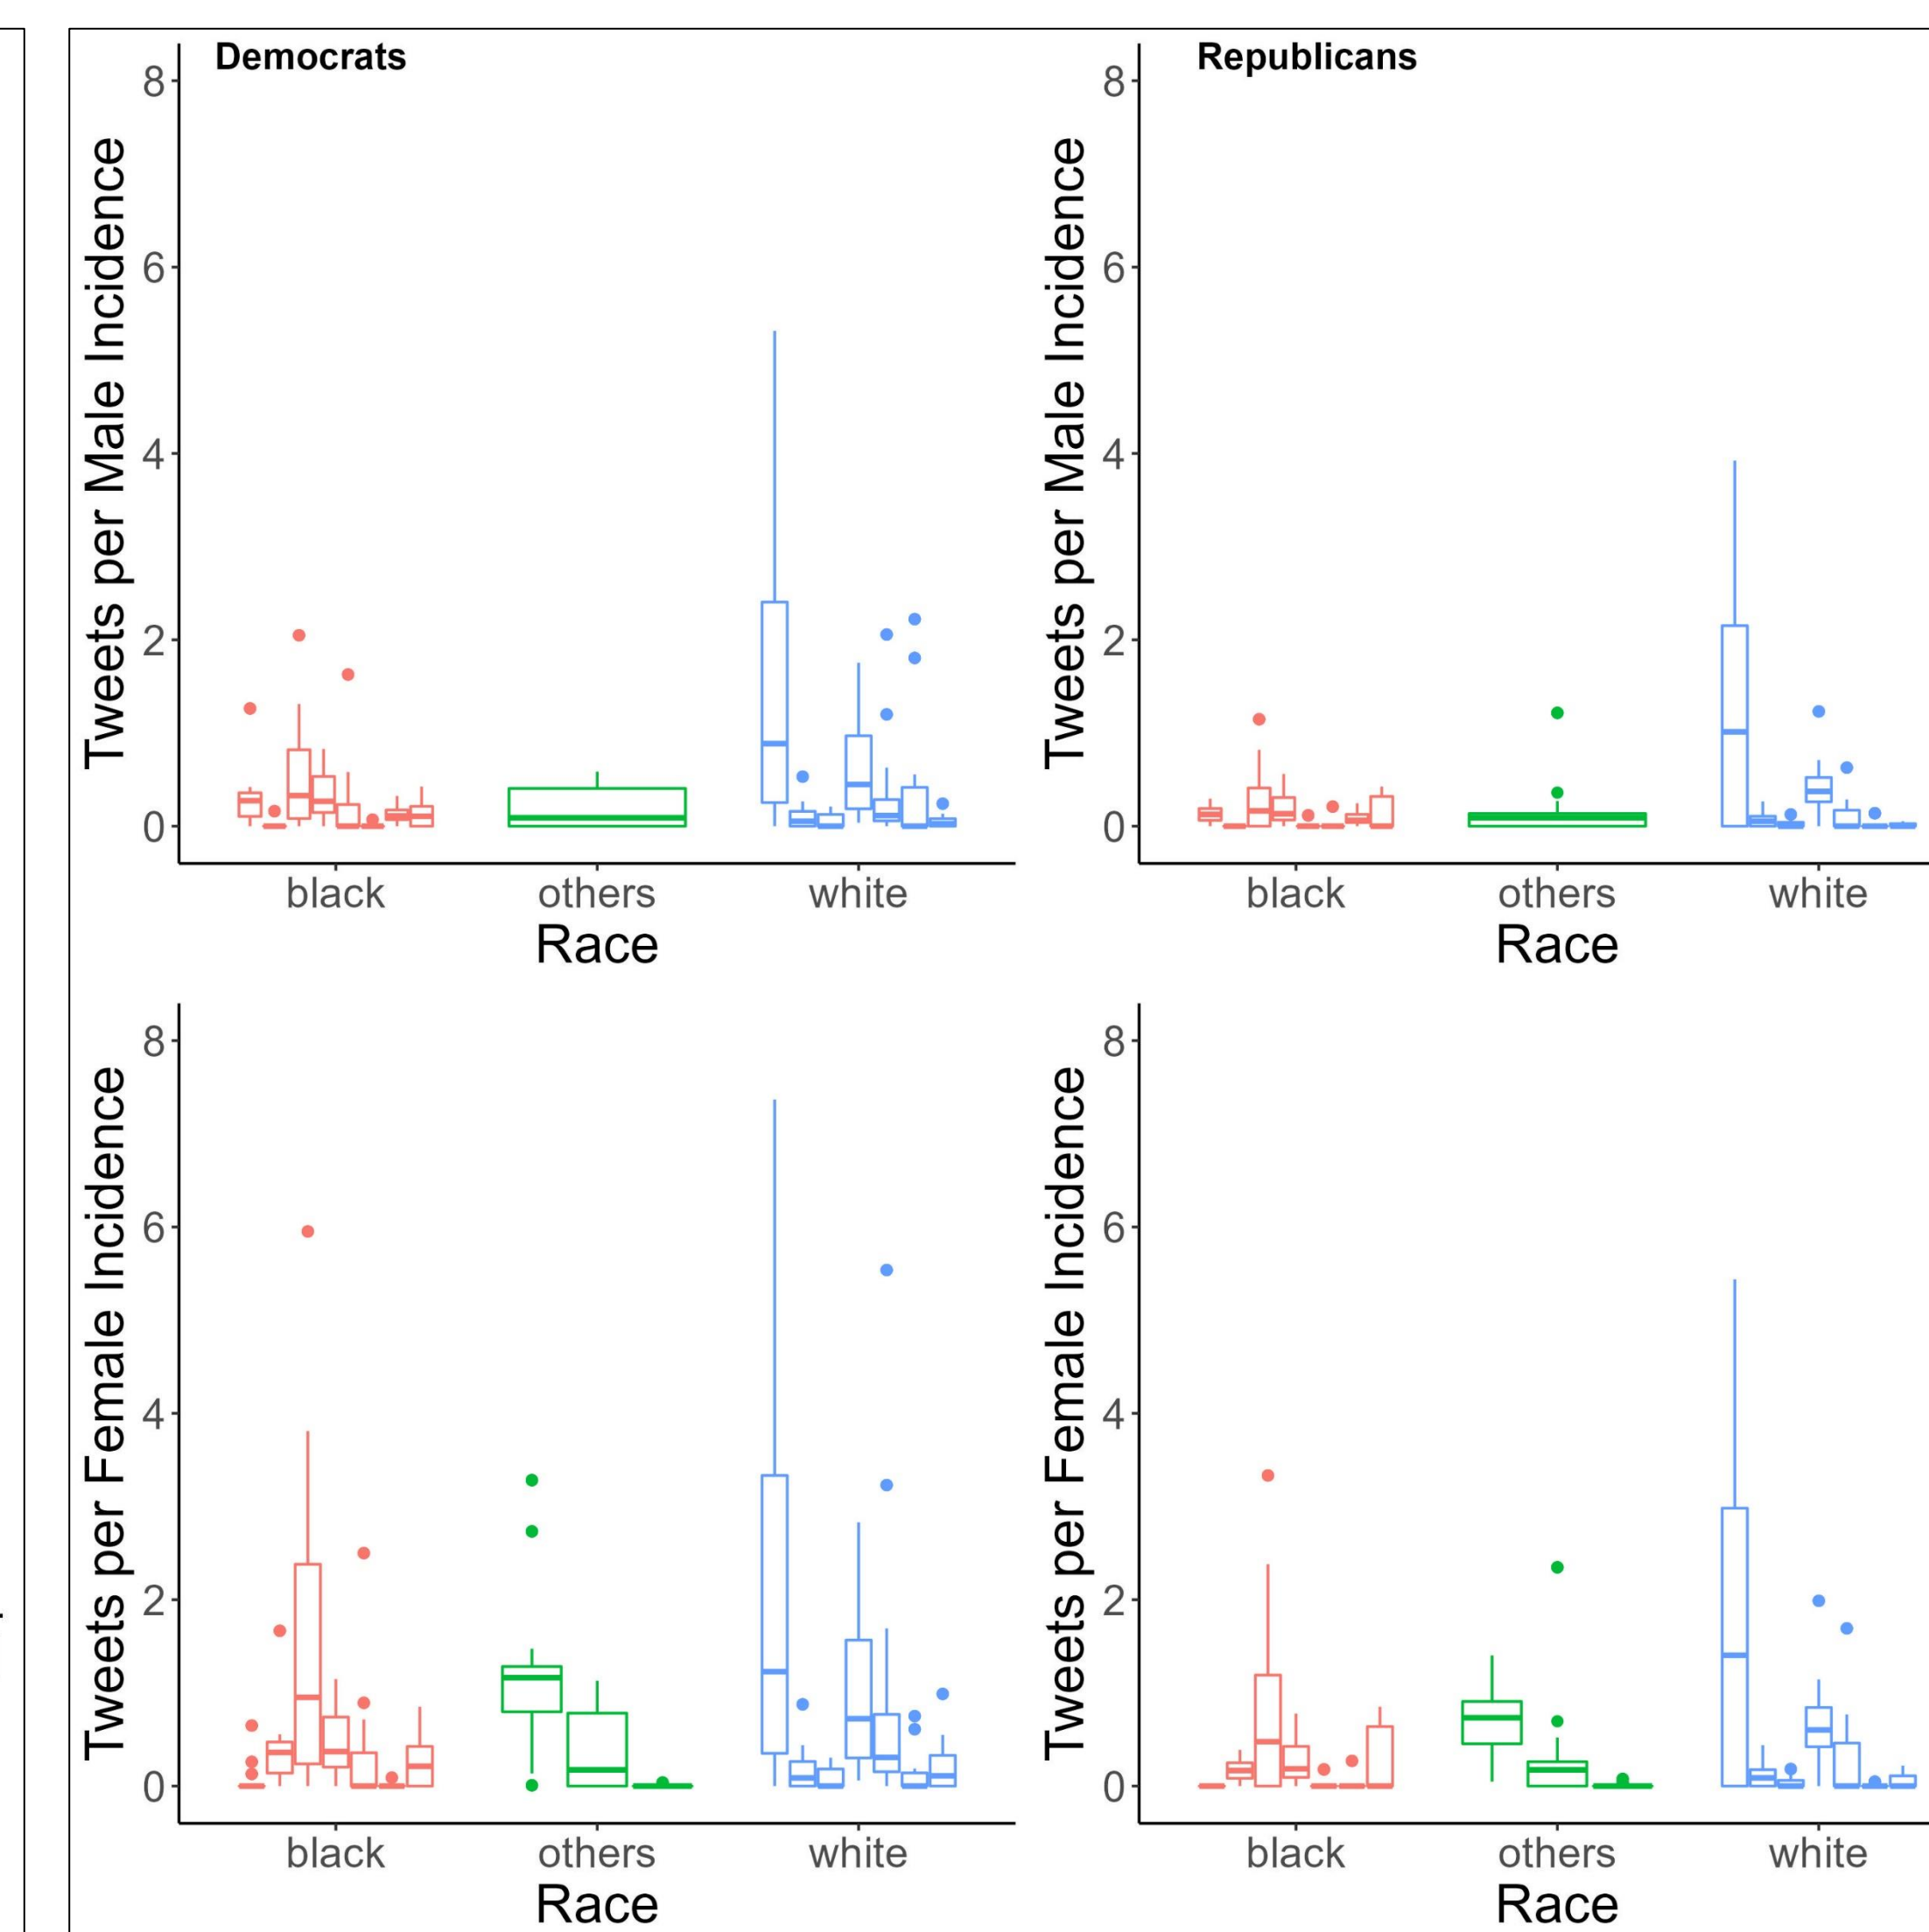 Democrats
Tweets per Male Incidence
8
6
4
2
0
black others white
Race
Republicans
Tweets per Male Incidence
8
6
4
2
0
black others white
Race
Tweets per Female Incidence
8
6
4
2
0
black others white
Race
Tweets per Female Incidence
8
6
4
2
0
black others white
Race